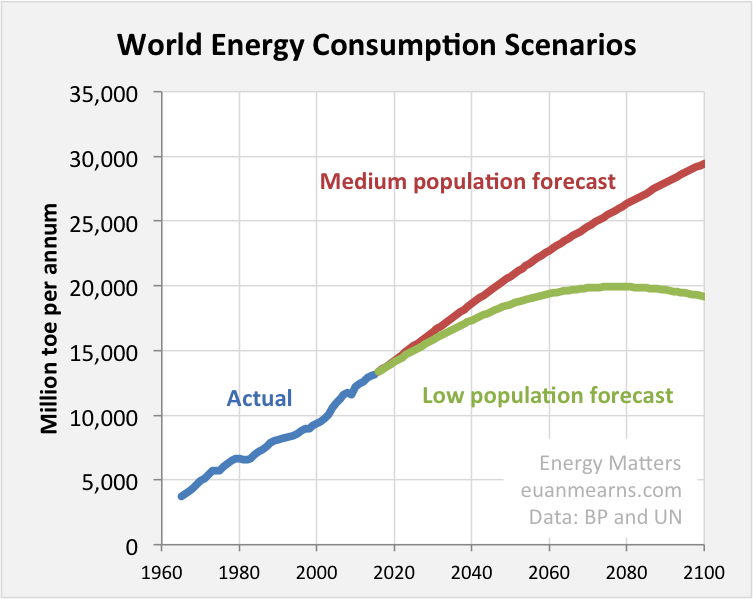 World Energy Consumption Scenarios
35,000
30,000
25,000
20,000
15,000
10,000
5,000
0
Million toe per annum
Medium population forecast
Actual
Low population forecast
Energy Matters
euanmearns.com
Data: BP and UN
1960 1980 2000 2020 2040 2060 2080 2100